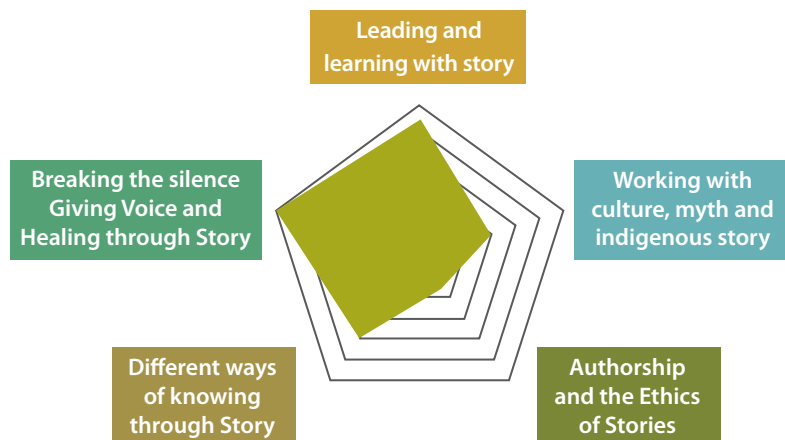 Leading and
learning with story
Breaking the silence
Giving Voice and
Healing through Story
Working with
culture, myth and
indigenous story
Different ways
of knowing
through Story
Authorship
and the Ethics
of Stories